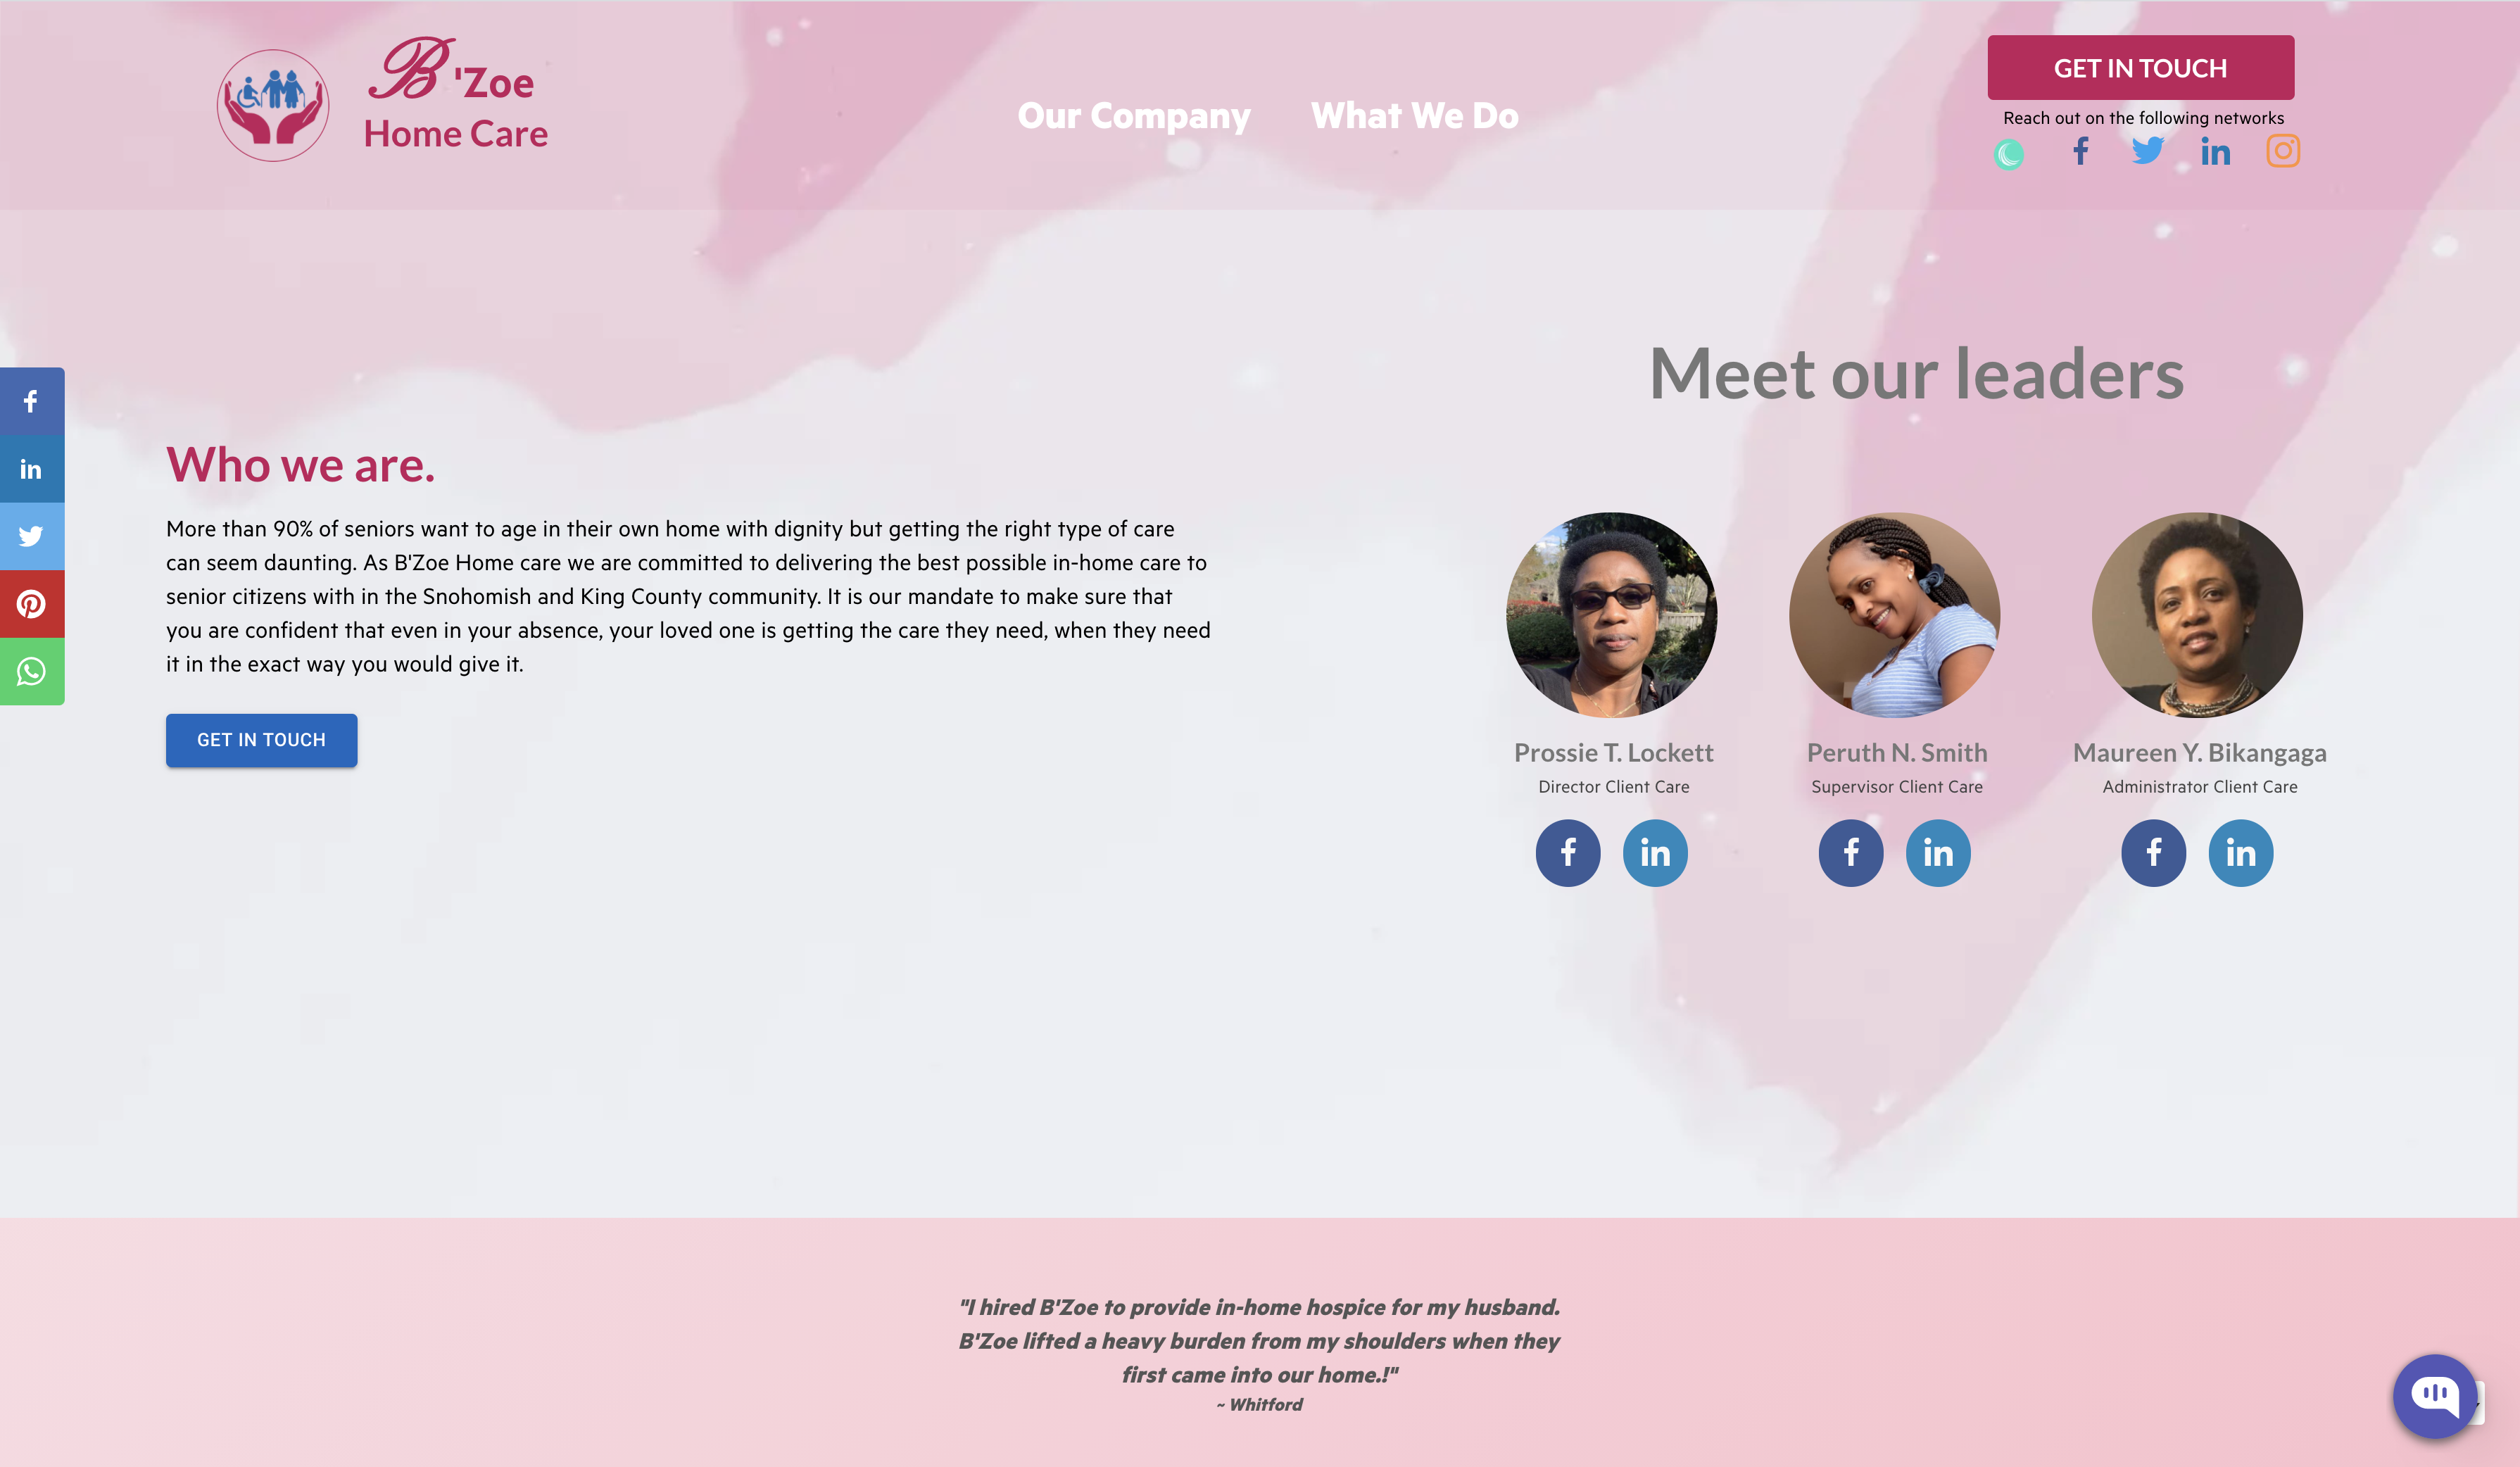 B'Zoe
Home Care
Our Company
What We Do
GET IN TOUCH
Reach out on the following networks
Meet our leaders
Who we are.
More than 90% of seniors want to age in their own home with dignity but getting the right type of care
can seem daunting. As B'Zoe Home care we are committed to delivering the best possible in-home care to
senior citizens with in the Snohomish and King County community. It is our mandate to make sure that
you are confident that even in your absence, your loved one is getting the care they need, when they need
it in the exact way you would give it.
GET IN TOUCH
Prossie T. Lockett
Director Client Care
Peruth N. Smith
Supervisor Client Care
Maureen Y. Bikangaga
Administrator Client Care
"I hired B'Zoe to provide in-home hospice for my husband.
B'Zoe lifted a heavy burden from my shoulders when they
first came into our home.!"
~ Whitford